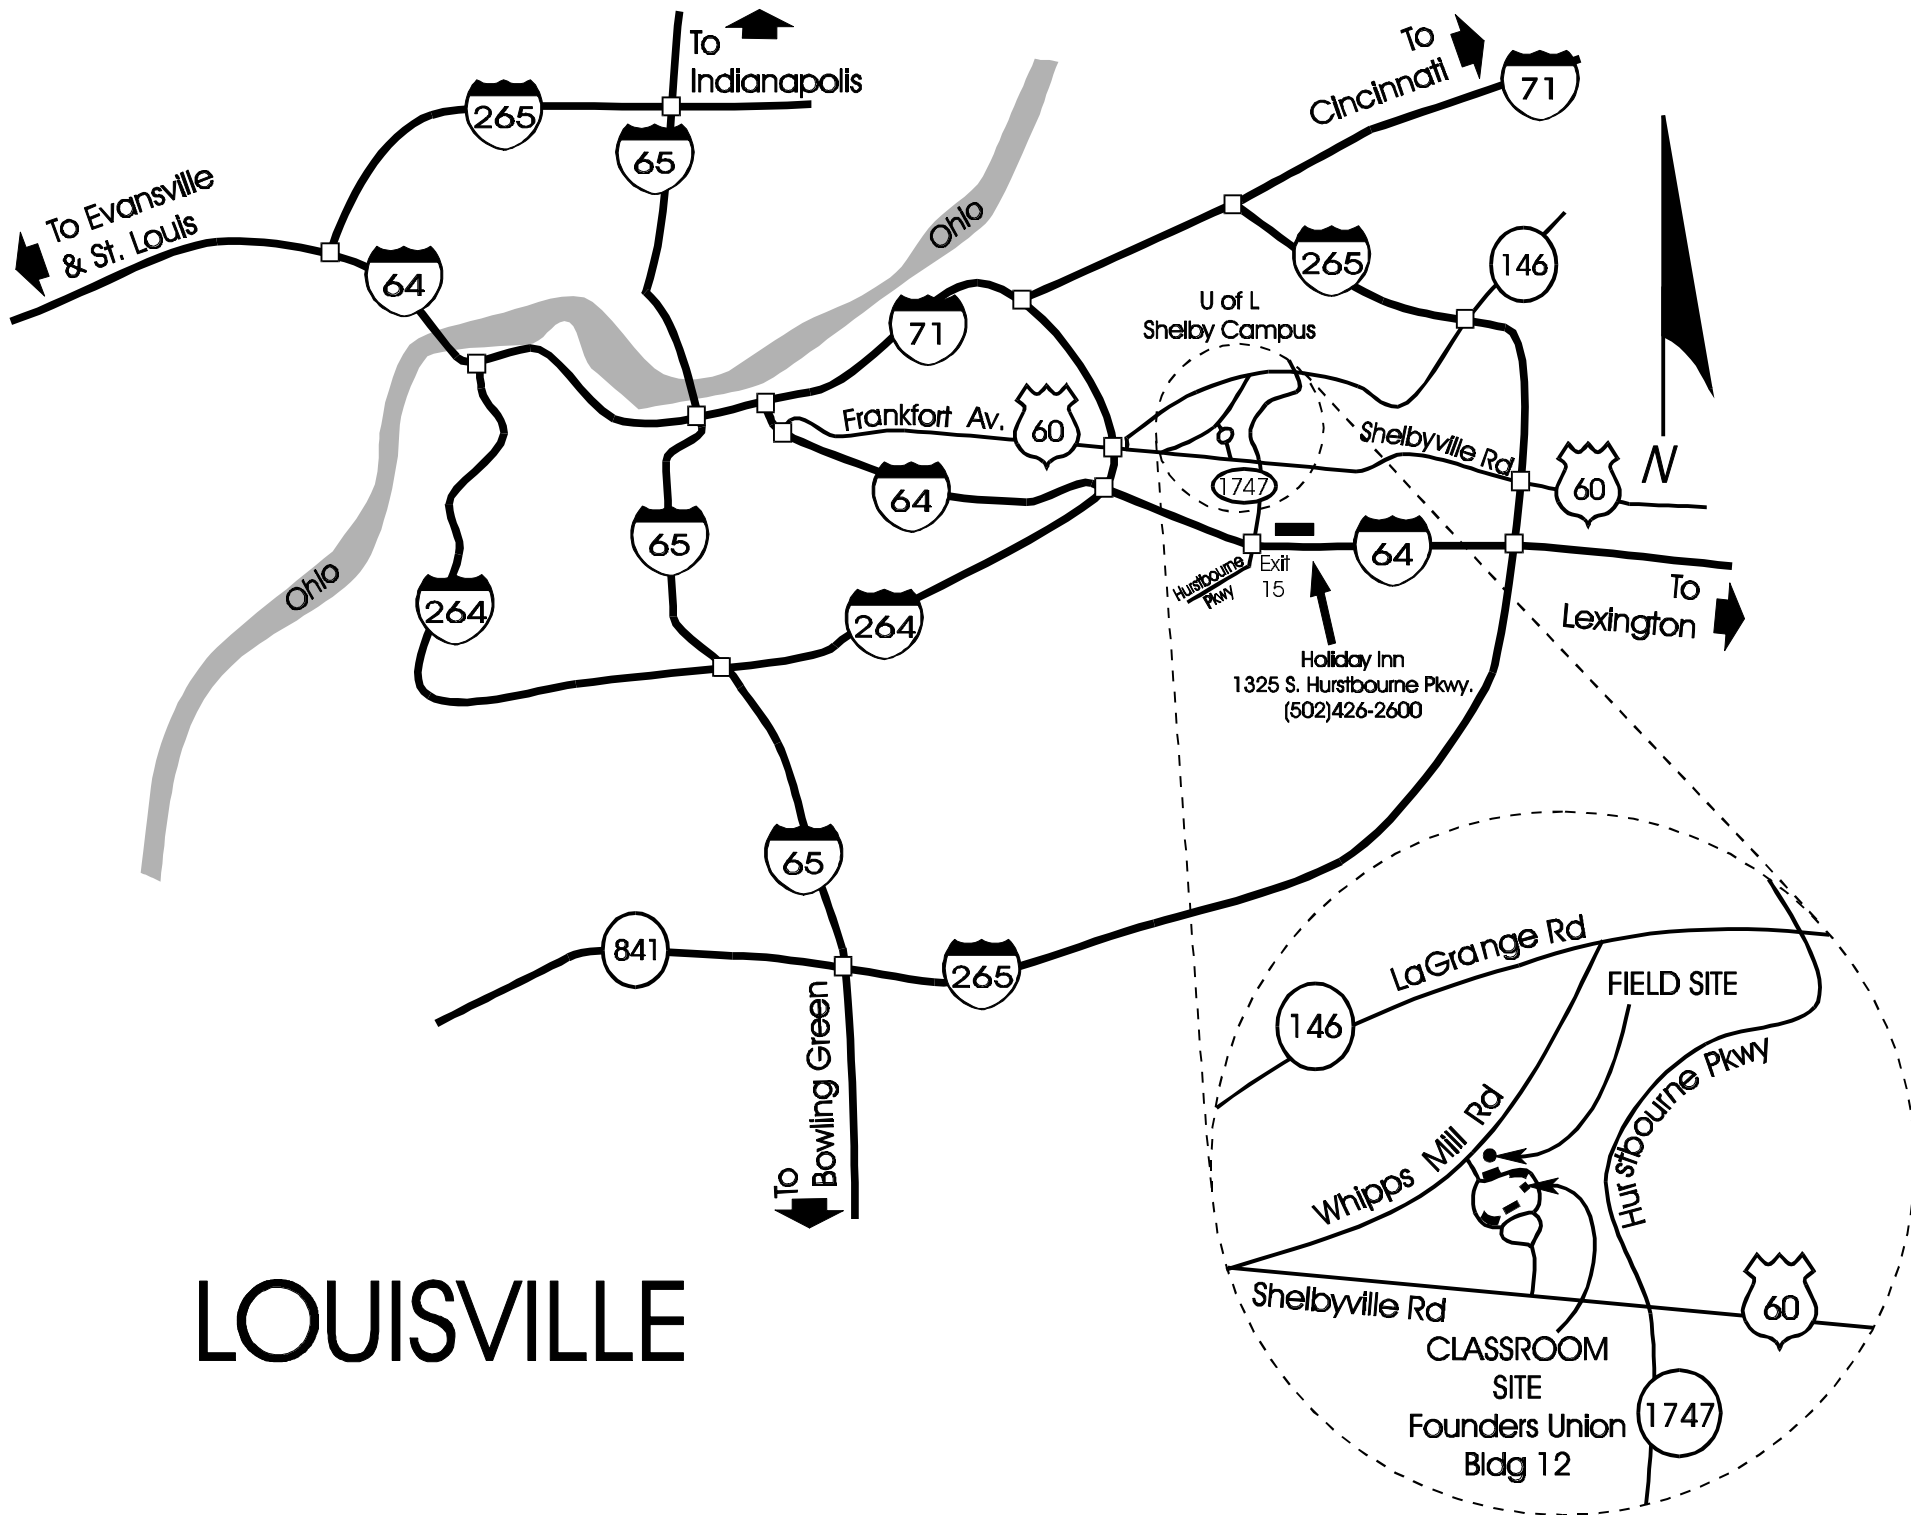 To
Indianapolis
To
Cincinnati
71
265
65
To Evansville
& St. Louis
64
Ohio
265
146
U of L
Shelby Campus
71
60
Frankfort Av.
Shelbyville Rd
60
N
1747
64
65
64
Exit
15
Hurstbourne
Pkwy
To
Lexington
Ohio
264
264
Holiday Inn
1325 S. Hurstbourne Pkwy.
(502)426-2600
65
841
265
To
Bowling Green
LaGrange Rd
FIELD SITE
146
Hurstbourne Pkwy
Whipps Mill Rd
Shelbyville Rd
60
CLASSROOM
SITE
Founders Union
Bldg 12
1747
LOUISVILLE